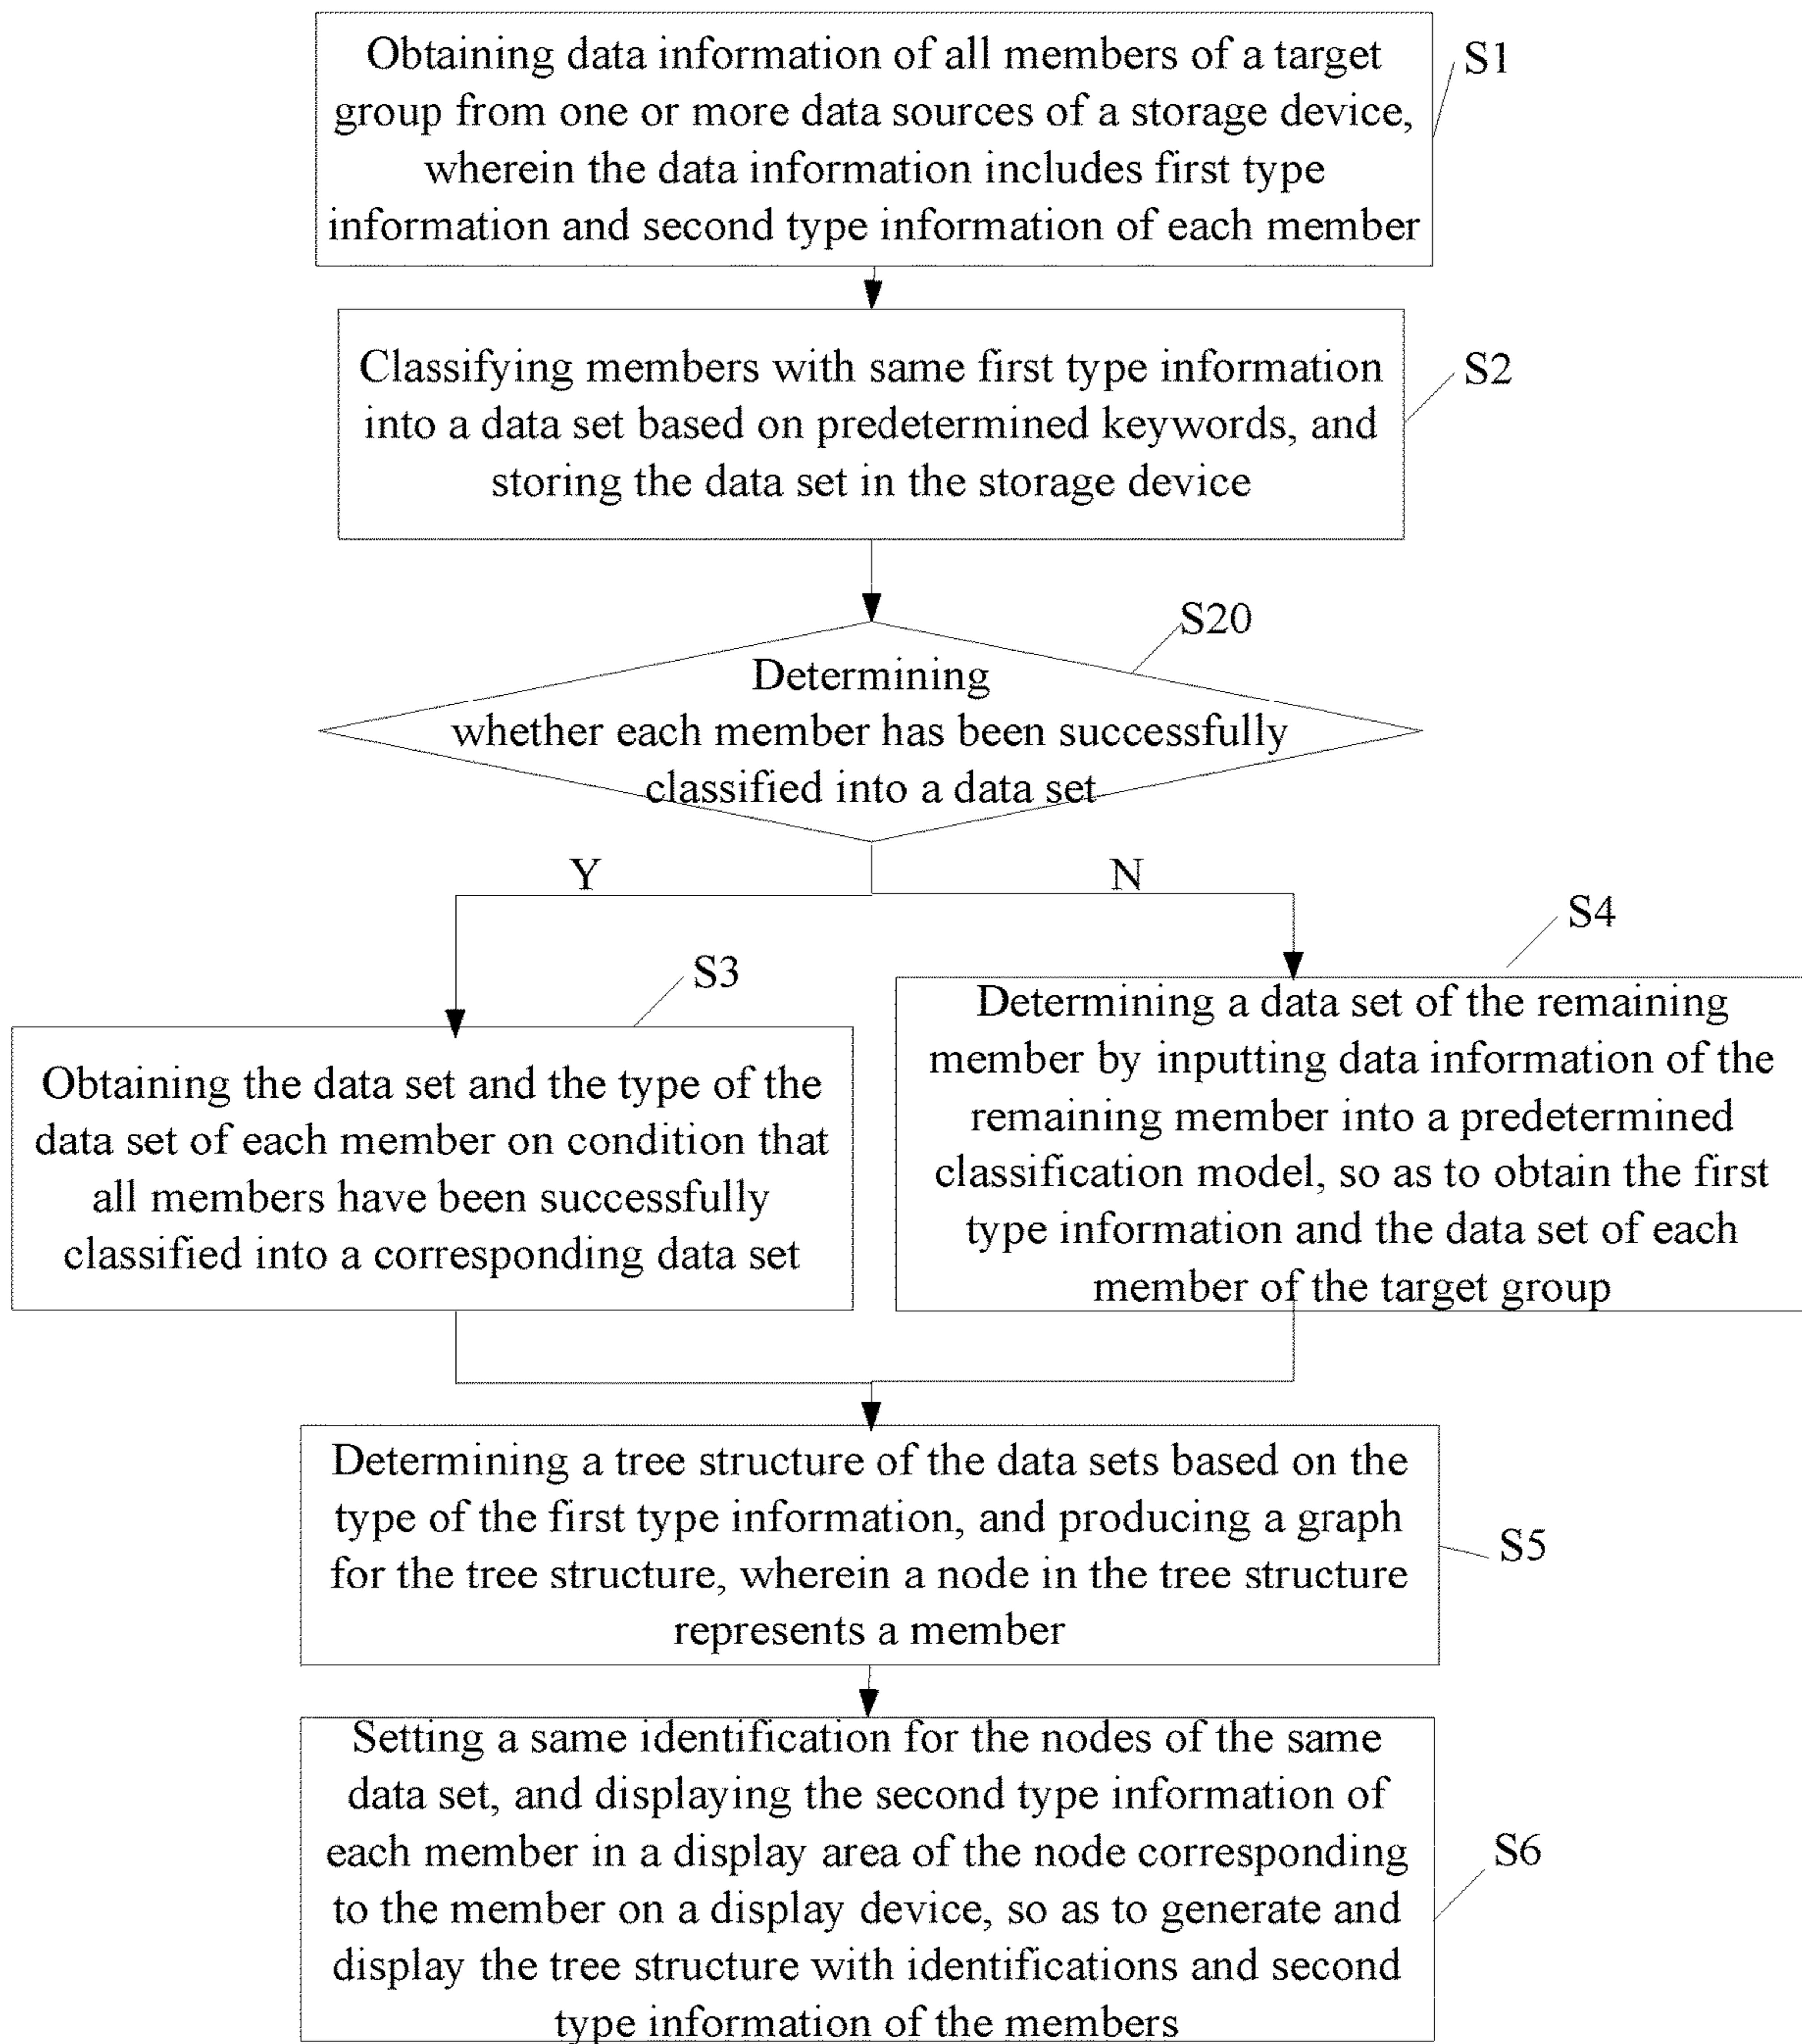 Obtaining data information of all members of a target
group from one or more data sources of a storage device,
wherein the data information includes first type
information and second type information of each member
S1
Classifying members with same first type information
into a data set based on predetermined keywords, and
storing the data set in the storage device
S2
S20
Determining
whether each member has been successfully
classified into a data set
Y
N
S3
Obtaining the data set and the type of the
data set of each member on condition that
all members have been successfully
classified into a corresponding data set
S4
Determining a data set of the remaining
member by inputting data information of the
remaining member into a predetermined
classification model, so as to obtain the first
type information and the data set of each
member of the target group
Determining a tree structure of the data sets based on the
type of the first type information, and producing a graph
for the tree structure, wherein a node in the tree structure
represents a member
S5
Setting a same identification for the nodes of the same
data set, and displaying the second type information of
each member in a display area of the node corresponding
to the member on a display device, so as to generate and
display the tree structure with identifications and second
type information of the members
S6